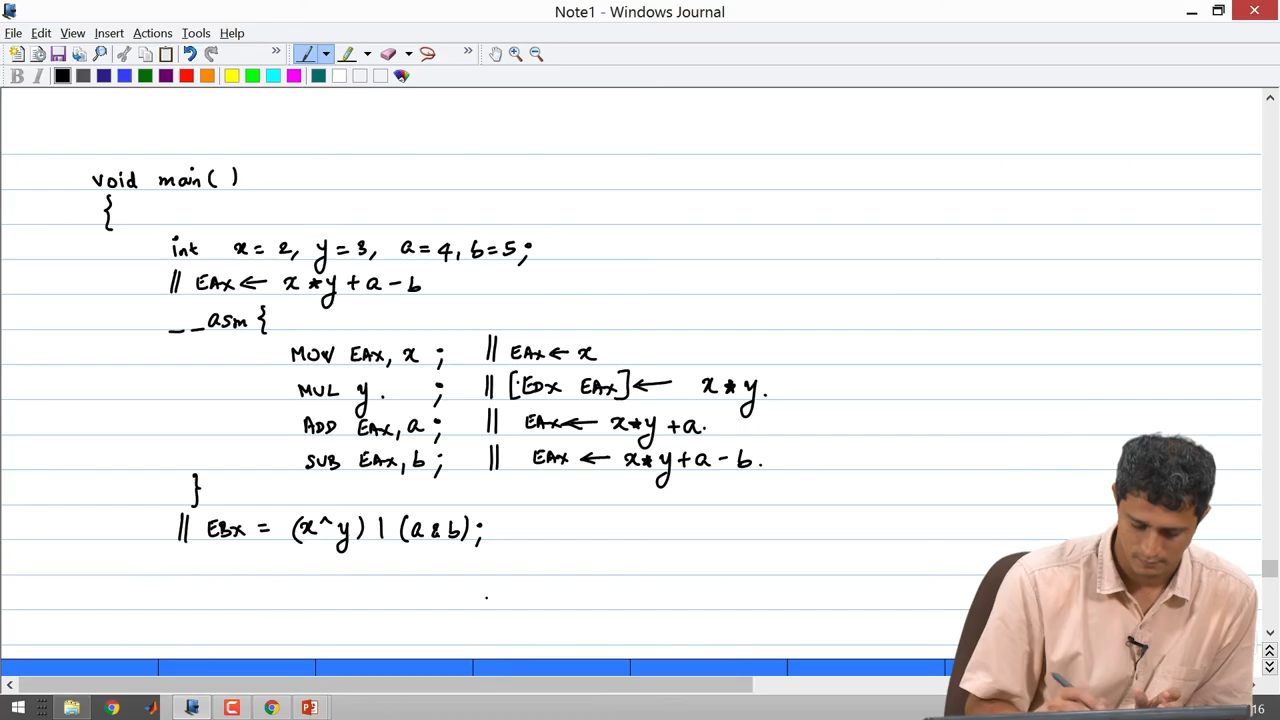 Note1 - Windows Journal
File Edit View Insert Actions Tools Help
B I
void main( )
{
int x = 2, y = 3, a = 4, b = 5;
// EAX ← x * y + a - b
__asm {
MOV EAX, x ; // EAX ← x
MUL y . ; // [EDX EAX] ← x * y.
ADD EAX, a ; // EAX ← x * y + a.
SUB EAX, b ; // EAX ← x * y + a - b.
}
// EBX = (x ^ y) | (a & b);
16